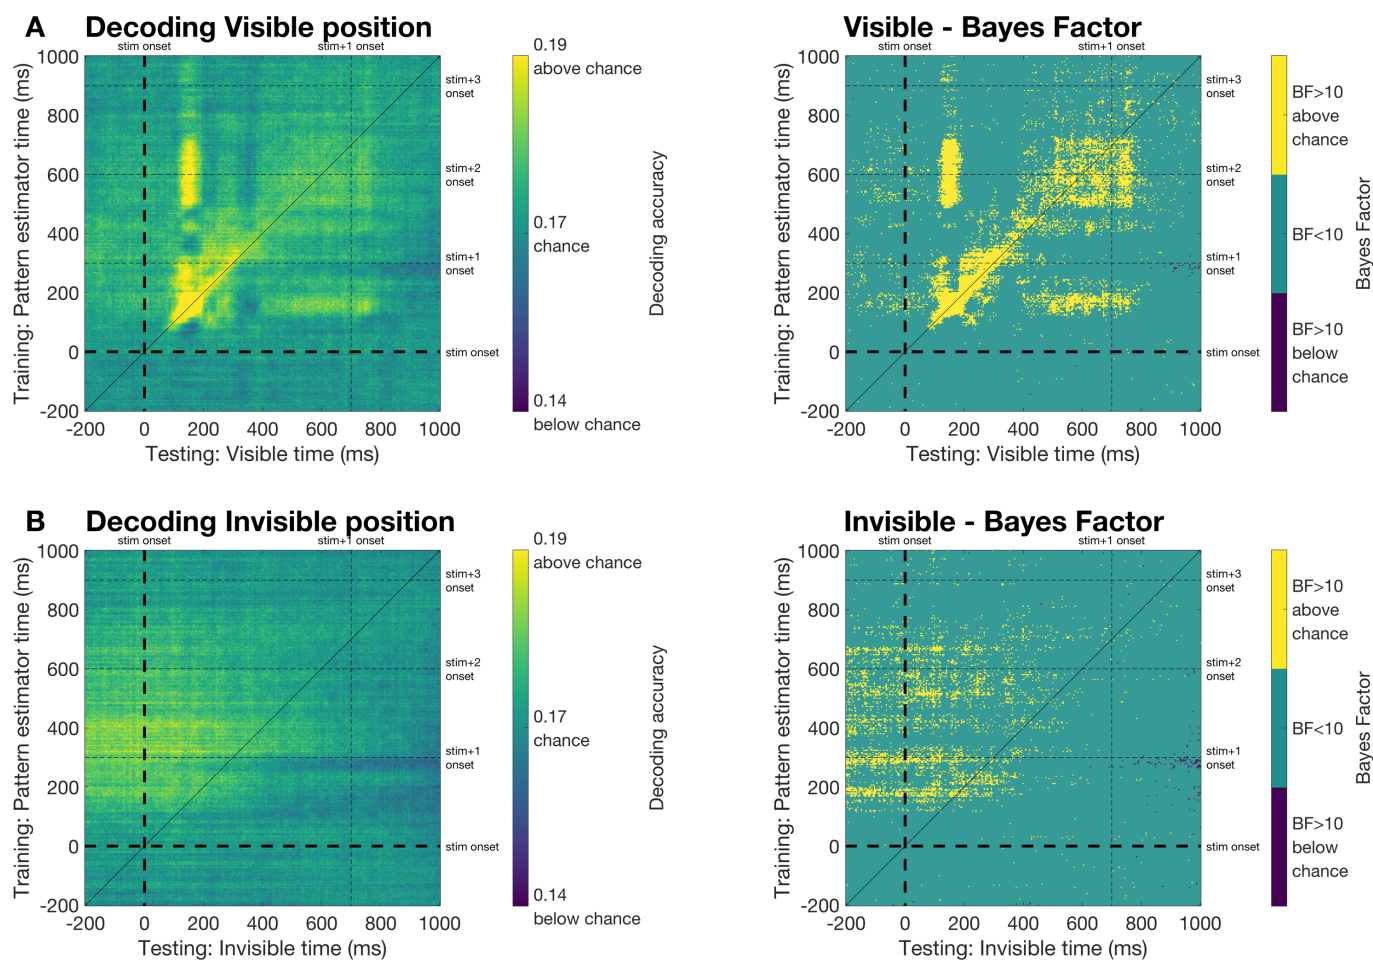 A Decoding Visible position
stim onset stim+1 onset
Training: Pattern estimator time (ms)
1000
800
600
400
200
0
-200
-200 0 200 400 600 800 1000
Testing: Visible time (ms)
stim+3
onset
stim+2
onset
stim+1
onset
stim onset
0.19
above chance
0.17
chance
0.14
below chance
Decoding accuracy
Visible - Bayes Factor
stim onset stim+1 onset
Training: Pattern estimator time (ms)
1000
800
600
400
200
0
-200
-200 0 200 400 600 800 1000
Testing: Visible time (ms)
stim+3
onset
stim+2
onset
stim+1
onset
stim onset
BF>10
above
chance
BF<10
BF>10
below
chance
Bayes Factor
B Decoding Invisible position
stim onset stim+1 onset
Training: Pattern estimator time (ms)
1000
800
600
400
200
0
-200
-200 0 200 400 600 800 1000
Testing: Invisible time (ms)
stim+3
onset
stim+2
onset
stim+1
onset
stim onset
0.19
above chance
0.17
chance
0.14
below chance
Decoding accuracy
Invisible - Bayes Factor
stim onset stim+1 onset
Training: Pattern estimator time (ms)
1000
800
600
400
200
0
-200
-200 0 200 400 600 800 1000
Testing: Invisible time (ms)
stim+3
onset
stim+2
onset
stim+1
onset
stim onset
BF>10
above
chance
BF<10
BF>10
below
chance
Bayes Factor